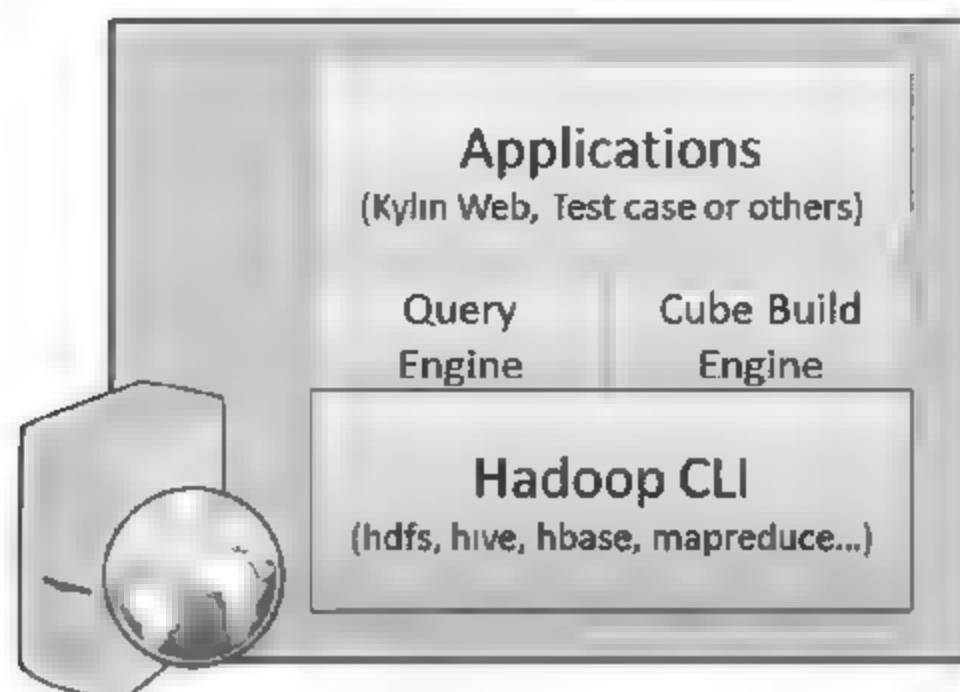 Applications
(Kylin Web, Test case or others)
Query
Engine
Cube Build
Engine
Hadoop CLI
(hdfs, hive, hbase, mapreduce...)